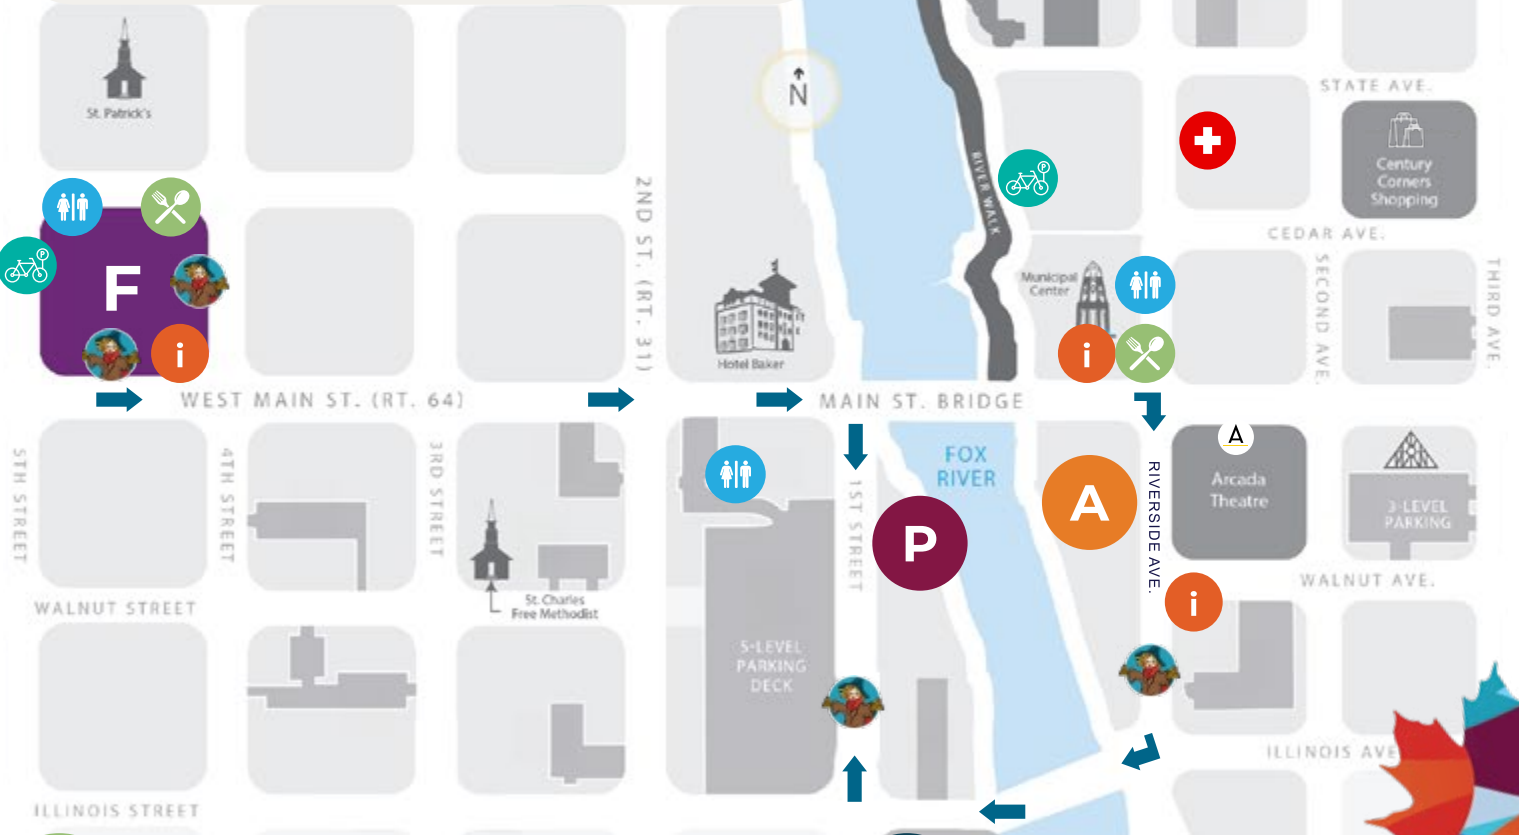 St. Patrick's
N
STATE AVE.
P
Century
Corners
Shopping
RIVER WALK
P
2ND ST. (RT. 31)
CEDAR AVE.
P
F
Municipal
Center
SECOND AVE.
THIRD AVE.
i
i
Hotel Baker
WEST MAIN ST. (RT. 64)
MAIN ST. BRIDGE
A
Arcada
Theatre
FOX
RIVER
5TH STREET
4TH STREET
3RD STREET
1ST STREET
P
A
RIVERSIDE AVE.
3-LEVEL
PARKING
WALNUT AVE.
i
WALNUT STREET
St. Charles
Free Methodist
5-LEVEL
PARKING
DECK
ILLINOIS AVE
ILLINOIS STREET